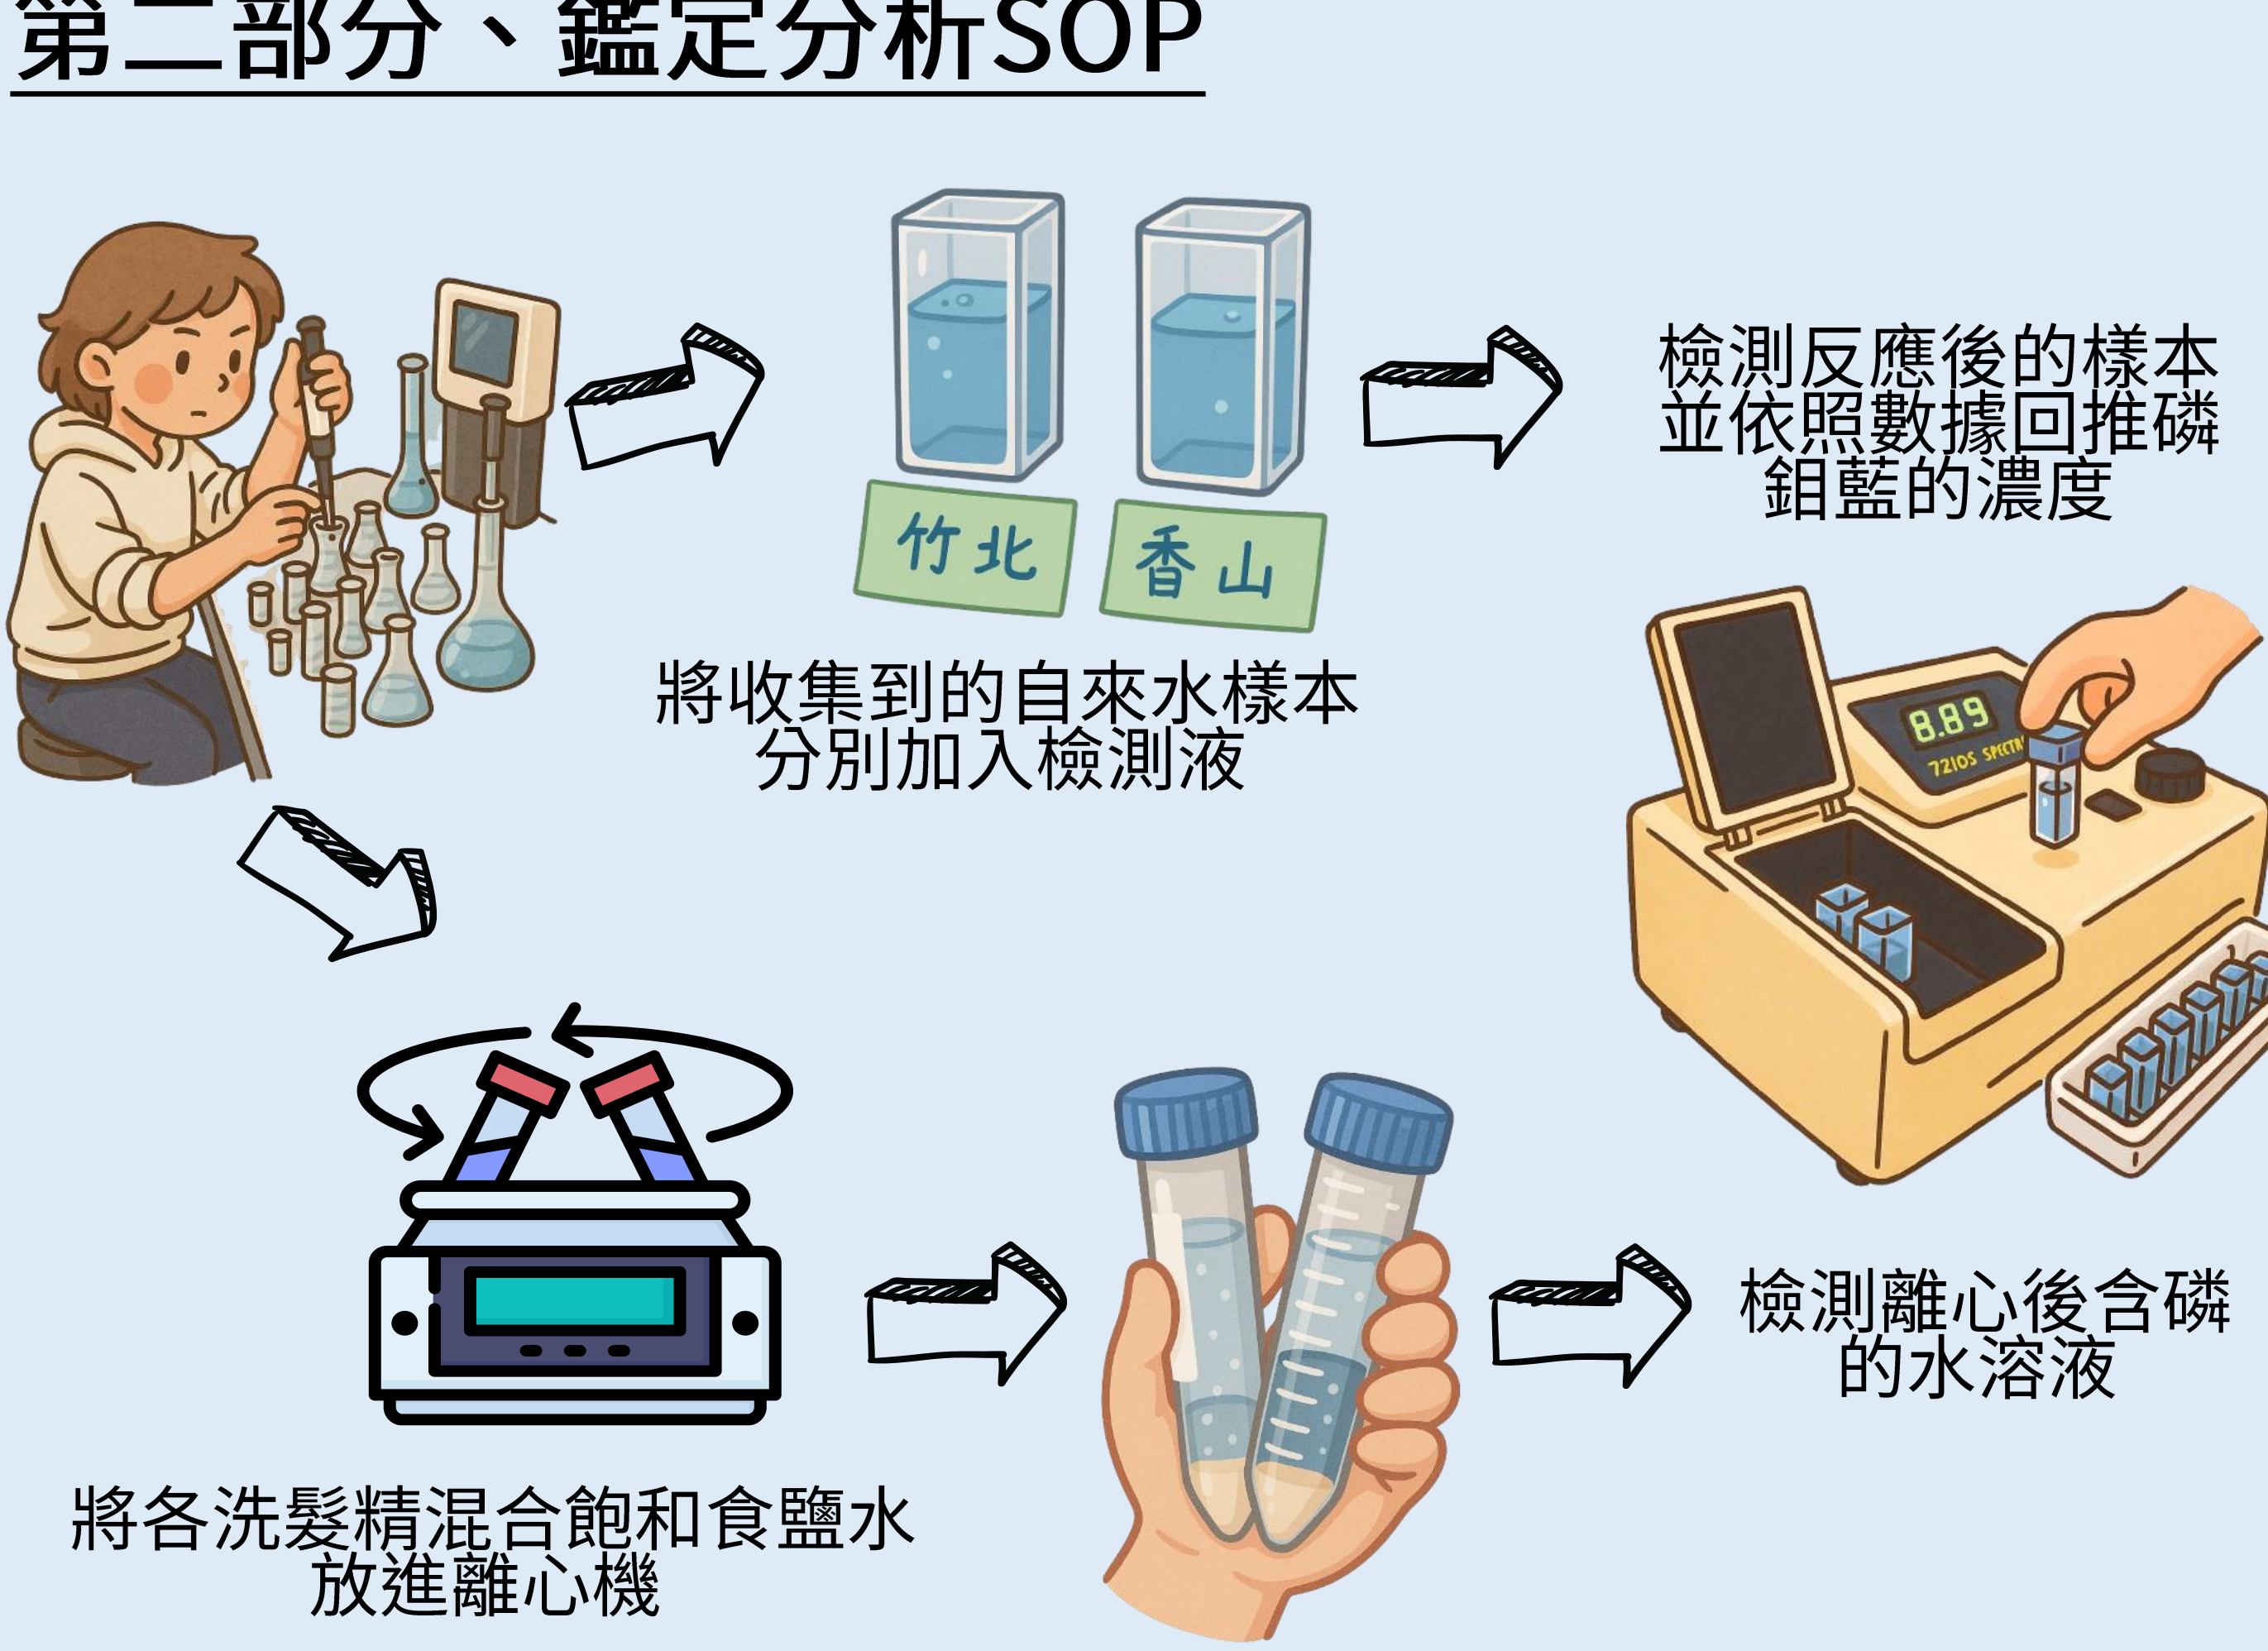 第二部分、鑑定分析SOP
竹北
香山
將收集到的自來水樣本
分別加入檢測液
檢測反應後的樣本
並依照數據回推磷
鉬藍的濃度
8.89
721OS SPECTR
將各洗髮精混合飽和食鹽水
放進離心機
檢測離心後含磷
的水溶液